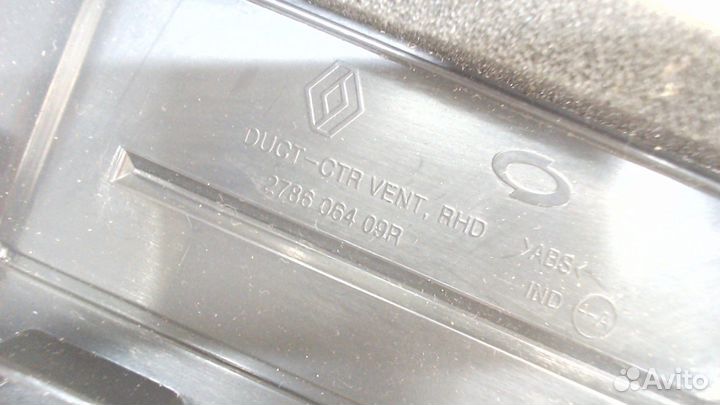 DUCT-CTR VENT, RHD
2786 064 09R
>ABS<
IND -R
Avito